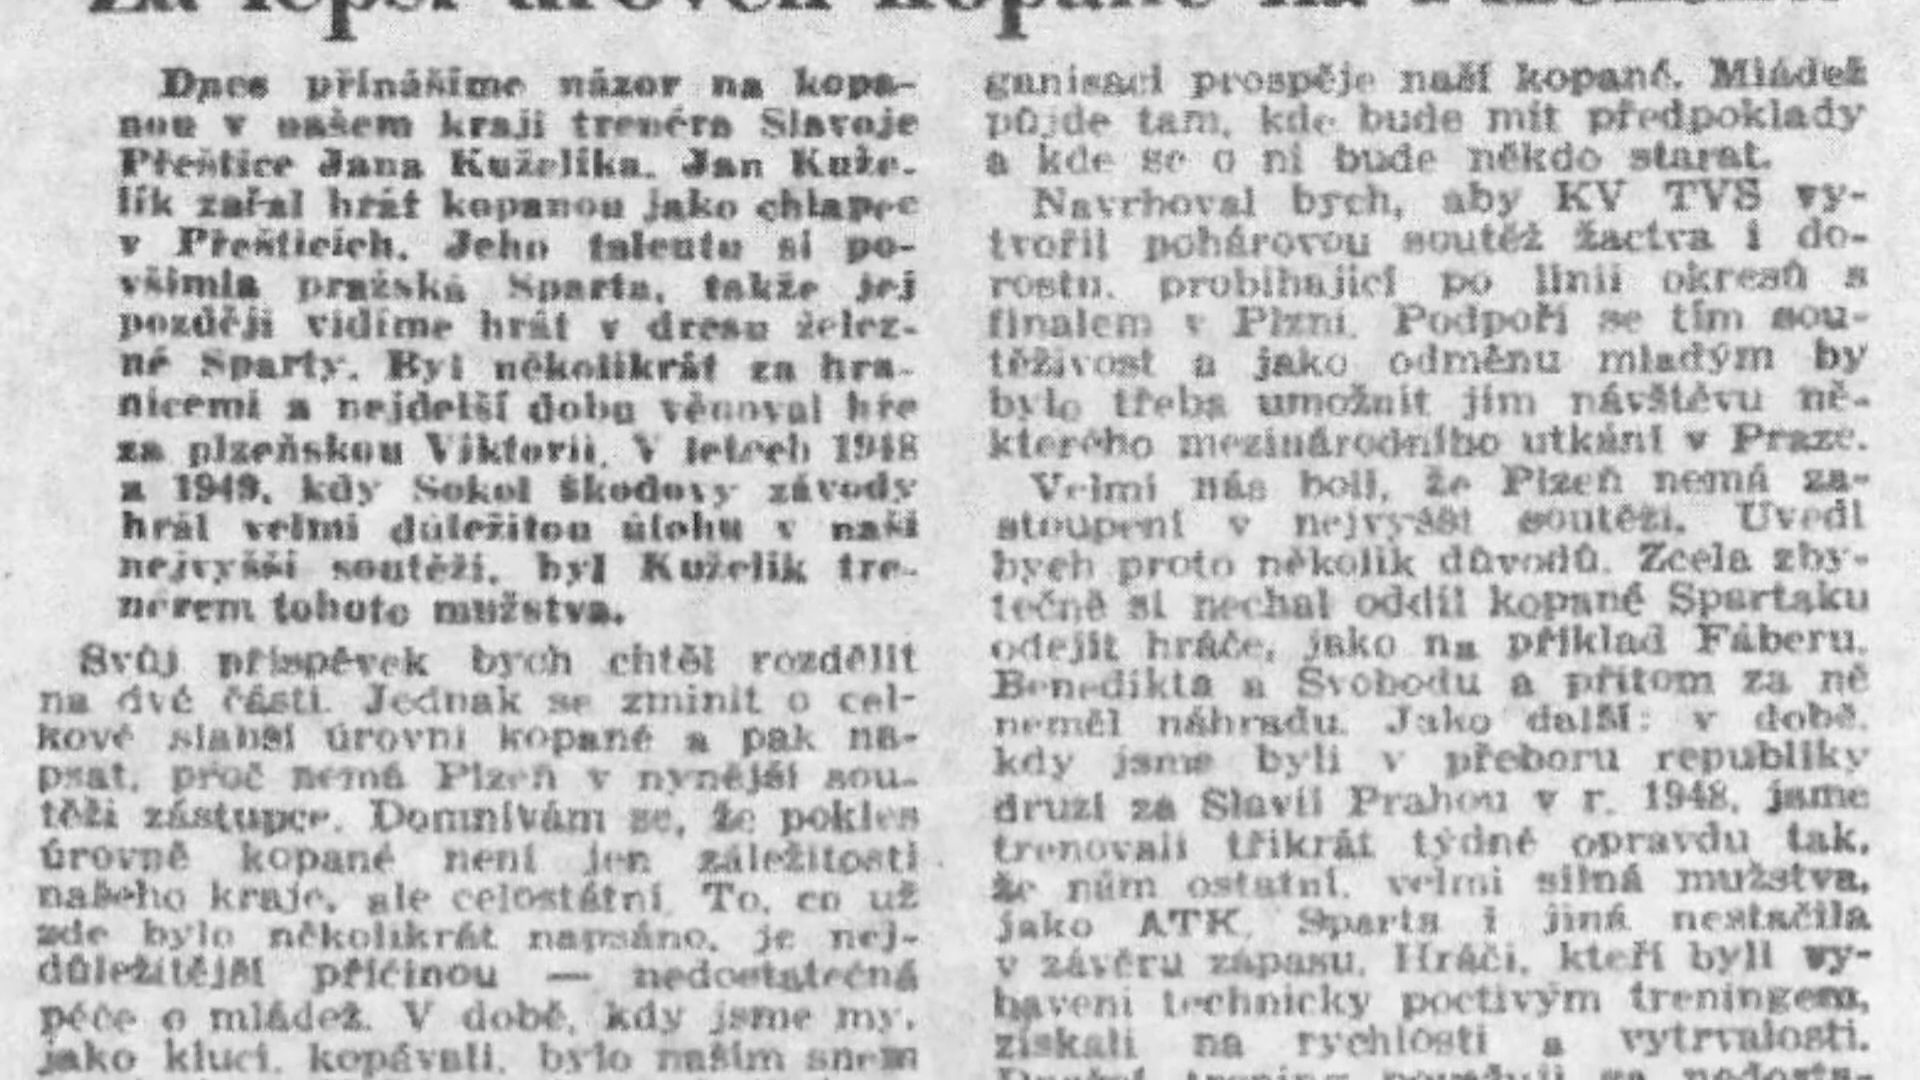 Za lepší úroveň kopané na Plzeňsku
Dnes přinášíme názor na kopa-
nou v našem kraji trenéra Slavoje
Přeštice Jana Kuželíka. Jan Kuže-
lík začal hrát kopanou jako chlapec
v Přešticích. Jeho talentu si po-
všimla pražská Sparta, takže jej
později vidíme hrát v dresu želez-
né Sparty. Byl několikrát za hra-
nicemi a nejdelší dobu věnoval hře
za plzeňskou Viktorii. V letech 1948
a 1949, kdy Sokol Škodovy závody
hrál velmi důležitou úlohu v naší
nejvyšší soutěži, byl Kuželík tre-
nérem tohoto mužstva.
Svůj příspěvek bych chtěl rozdělit
na dvě části. Jednak se zmínit o cel-
kové slabší úrovni kopané a pak na-
psat, proč nemá Plzeň v nynější sou-
těži zástupce. Domnívám se, že pokles
úrovně kopané není jen záležitostí
našeho kraje, ale celostátní. To, co už
zde bylo několikrát napsáno, je nej-
důležitější příčinou — nedostatečná
péče o mládež. V době, kdy jsme my,
jako kluci, kopávali, bylo naším snem
ganisaci prospěje naší kopané. Mládež
půjde tam, kde bude mít předpoklady
a kde se o ni bude někdo starat.
Navrhoval bych, aby KV TVS vy-
tvořil pohárovou soutěž žactva i do-
rostu, probíhající po linii okresů s
finalem v Plzni. Podpoří se tím sou-
těživost a jako odměnu mladým by
bylo třeba umožnit jim návštěvu ně-
kterého mezinárodního utkání v Praze.
Velmi nás bolí, že Plzeň nemá za-
stoupení v nejvyšší soutěži. Uvedl
bych proto několik důvodů. Zcela zby-
tečně si nechal oddíl kopané Spartaku
odejít hráče, jako na příklad Fáberu,
Benedikta a Svobodu a přitom za ně
neměl náhradu. Jako další: v době,
kdy jsme byli v přeboru republiky
druzí za Slavií Prahou v r. 1948, jsme
trenovali třikrát týdně opravdu tak,
že nám ostatní, velmi silná mužstva,
jako ATK, Sparta i jiná nestačila
v závěru zápasu. Hráči, kteří byli vy-
baveni technicky poctivým treningem,
získali na rychlosti a vytrvalosti.
trening považuji za nedosta-